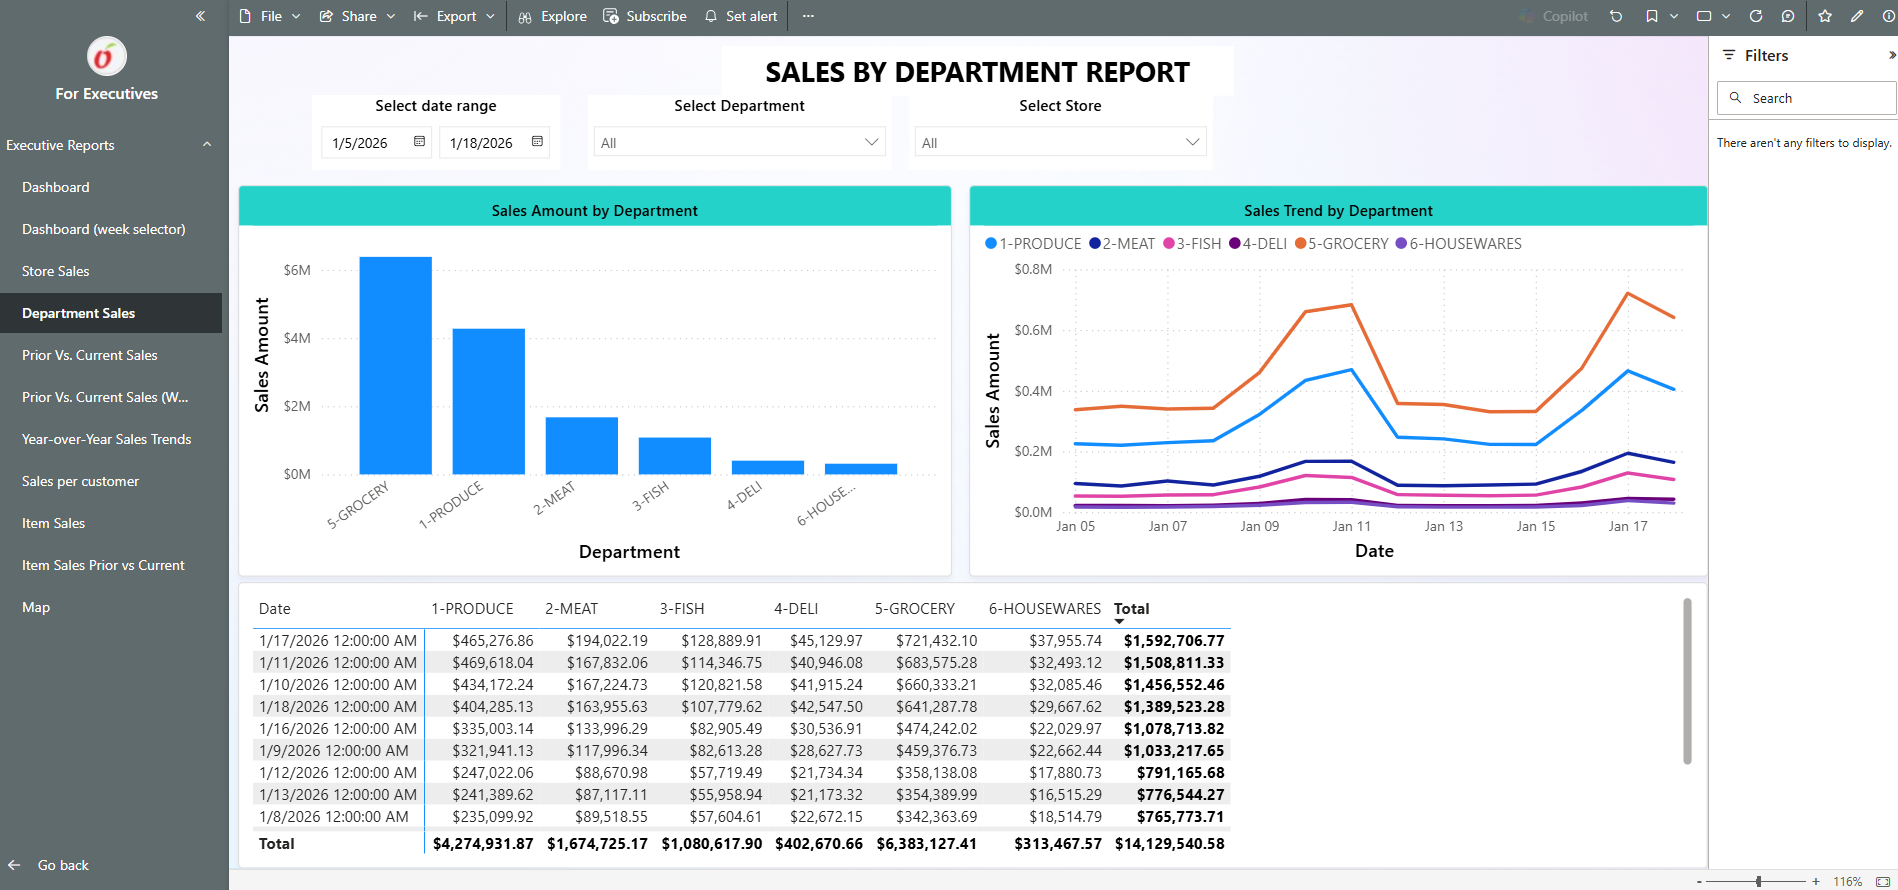 File
Share
Export
Explore
Subscribe
Set alert
Copilot
For Executives
Executive Reports
Dashboard
Dashboard (week selector)
Store Sales
Department Sales
Prior Vs. Current Sales
Prior Vs. Current Sales (W...
Year-over-Year Sales Trends
Sales per customer
Item Sales
Item Sales Prior vs Current
Map
Go back
SALES BY DEPARTMENT REPORT
Select date range
1/5/2026 1/18/2026
Select Department
All
Select Store
All
Sales Amount by Department
Sales Amount
$6M
$4M
$2M
$0M
5-GROCERY 1-PRODUCE 2-MEAT 3-FISH 4-DELI 6-HOUSE...
Department
Sales Trend by Department
1-PRODUCE 2-MEAT 3-FISH 4-DELI 5-GROCERY 6-HOUSEWARES
Sales Amount
$0.8M
$0.6M
$0.4M
$0.2M
$0.0M
Jan 05 Jan 07 Jan 09 Jan 11 Jan 13 Jan 15 Jan 17
Date
Date 1-PRODUCE 2-MEAT 3-FISH 4-DELI 5-GROCERY 6-HOUSEWARES Total
1/17/2026 12:00:00 AM $465,276.86 $194,022.19 $128,889.91 $45,129.97 $721,432.10 $37,955.74 $1,592,706.77
1/11/2026 12:00:00 AM $469,618.04 $167,832.06 $114,346.75 $40,946.08 $683,575.28 $32,493.12 $1,508,811.33
1/10/2026 12:00:00 AM $434,172.24 $167,224.73 $120,821.58 $41,915.24 $660,333.21 $32,085.46 $1,456,552.46
1/18/2026 12:00:00 AM $404,285.13 $163,955.63 $107,779.62 $42,547.50 $641,287.78 $29,667.62 $1,389,523.28
1/16/2026 12:00:00 AM $335,003.14 $133,996.29 $82,905.49 $30,536.91 $474,242.02 $22,029.97 $1,078,713.82
1/9/2026 12:00:00 AM $321,941.13 $117,996.34 $82,613.28 $28,627.73 $459,376.73 $22,662.44 $1,033,217.65
1/12/2026 12:00:00 AM $247,022.06 $88,670.98 $57,719.49 $21,734.34 $358,138.08 $17,880.73 $791,165.68
1/13/2026 12:00:00 AM $241,389.62 $87,117.11 $55,958.94 $21,173.32 $354,389.99 $16,515.29 $776,544.27
1/8/2026 12:00:00 AM $235,099.92 $89,518.55 $57,604.61 $22,672.15 $342,363.69 $18,514.79 $765,773.71
Total $4,274,931.87 $1,674,725.17 $1,080,617.90 $402,670.66 $6,383,127.41 $313,467.57 $14,129,540.58
Filters
Search
There aren't any filters to display.
- + 116%